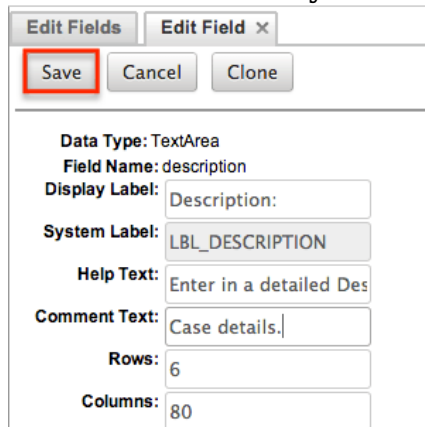 Edit Fields Edit Field ×
Save Cancel Clone
Data Type: TextArea
Field Name: description
Display Label: Description:
System Label: LBL_DESCRIPTION
Help Text: Enter in a detailed Des
Comment Text: Case details.
Rows: 6
Columns: 80